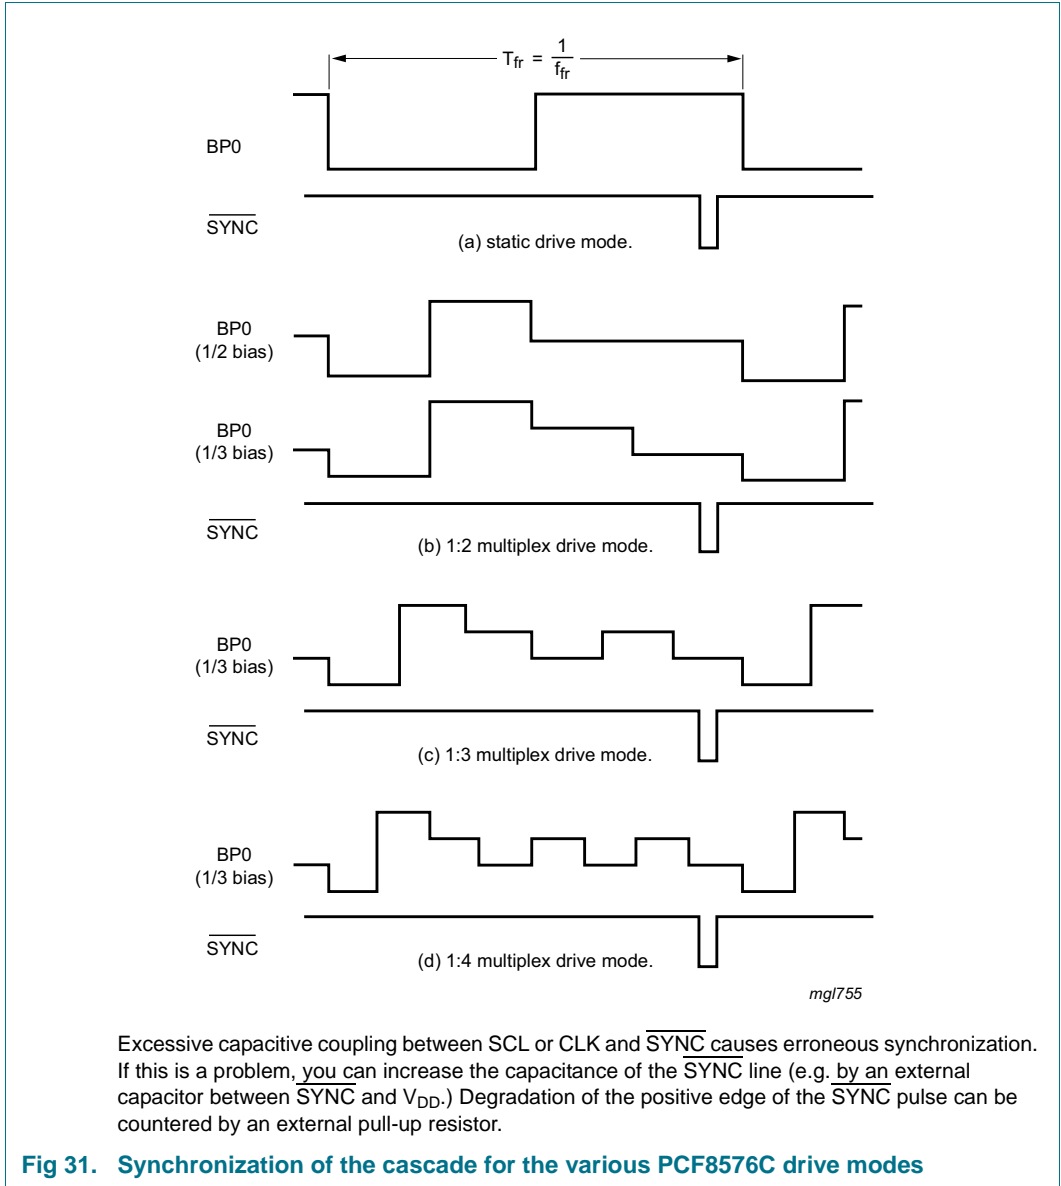 Tfr = 1/ffr
BP0
SYNC
(a) static drive mode.
BP0
(1/2 bias)
BP0
(1/3 bias)
SYNC
(b) 1:2 multiplex drive mode.
BP0
(1/3 bias)
SYNC
(c) 1:3 multiplex drive mode.
BP0
(1/3 bias)
SYNC
(d) 1:4 multiplex drive mode.
mgl755
Excessive capacitive coupling between SCL or CLK and SYNC causes erroneous synchronization.
If this is a problem, you can increase the capacitance of the SYNC line (e.g. by an external
capacitor between SYNC and VDD.) Degradation of the positive edge of the SYNC pulse can be
countered by an external pull-up resistor.
Fig 31. Synchronization of the cascade for the various PCF8576C drive modes